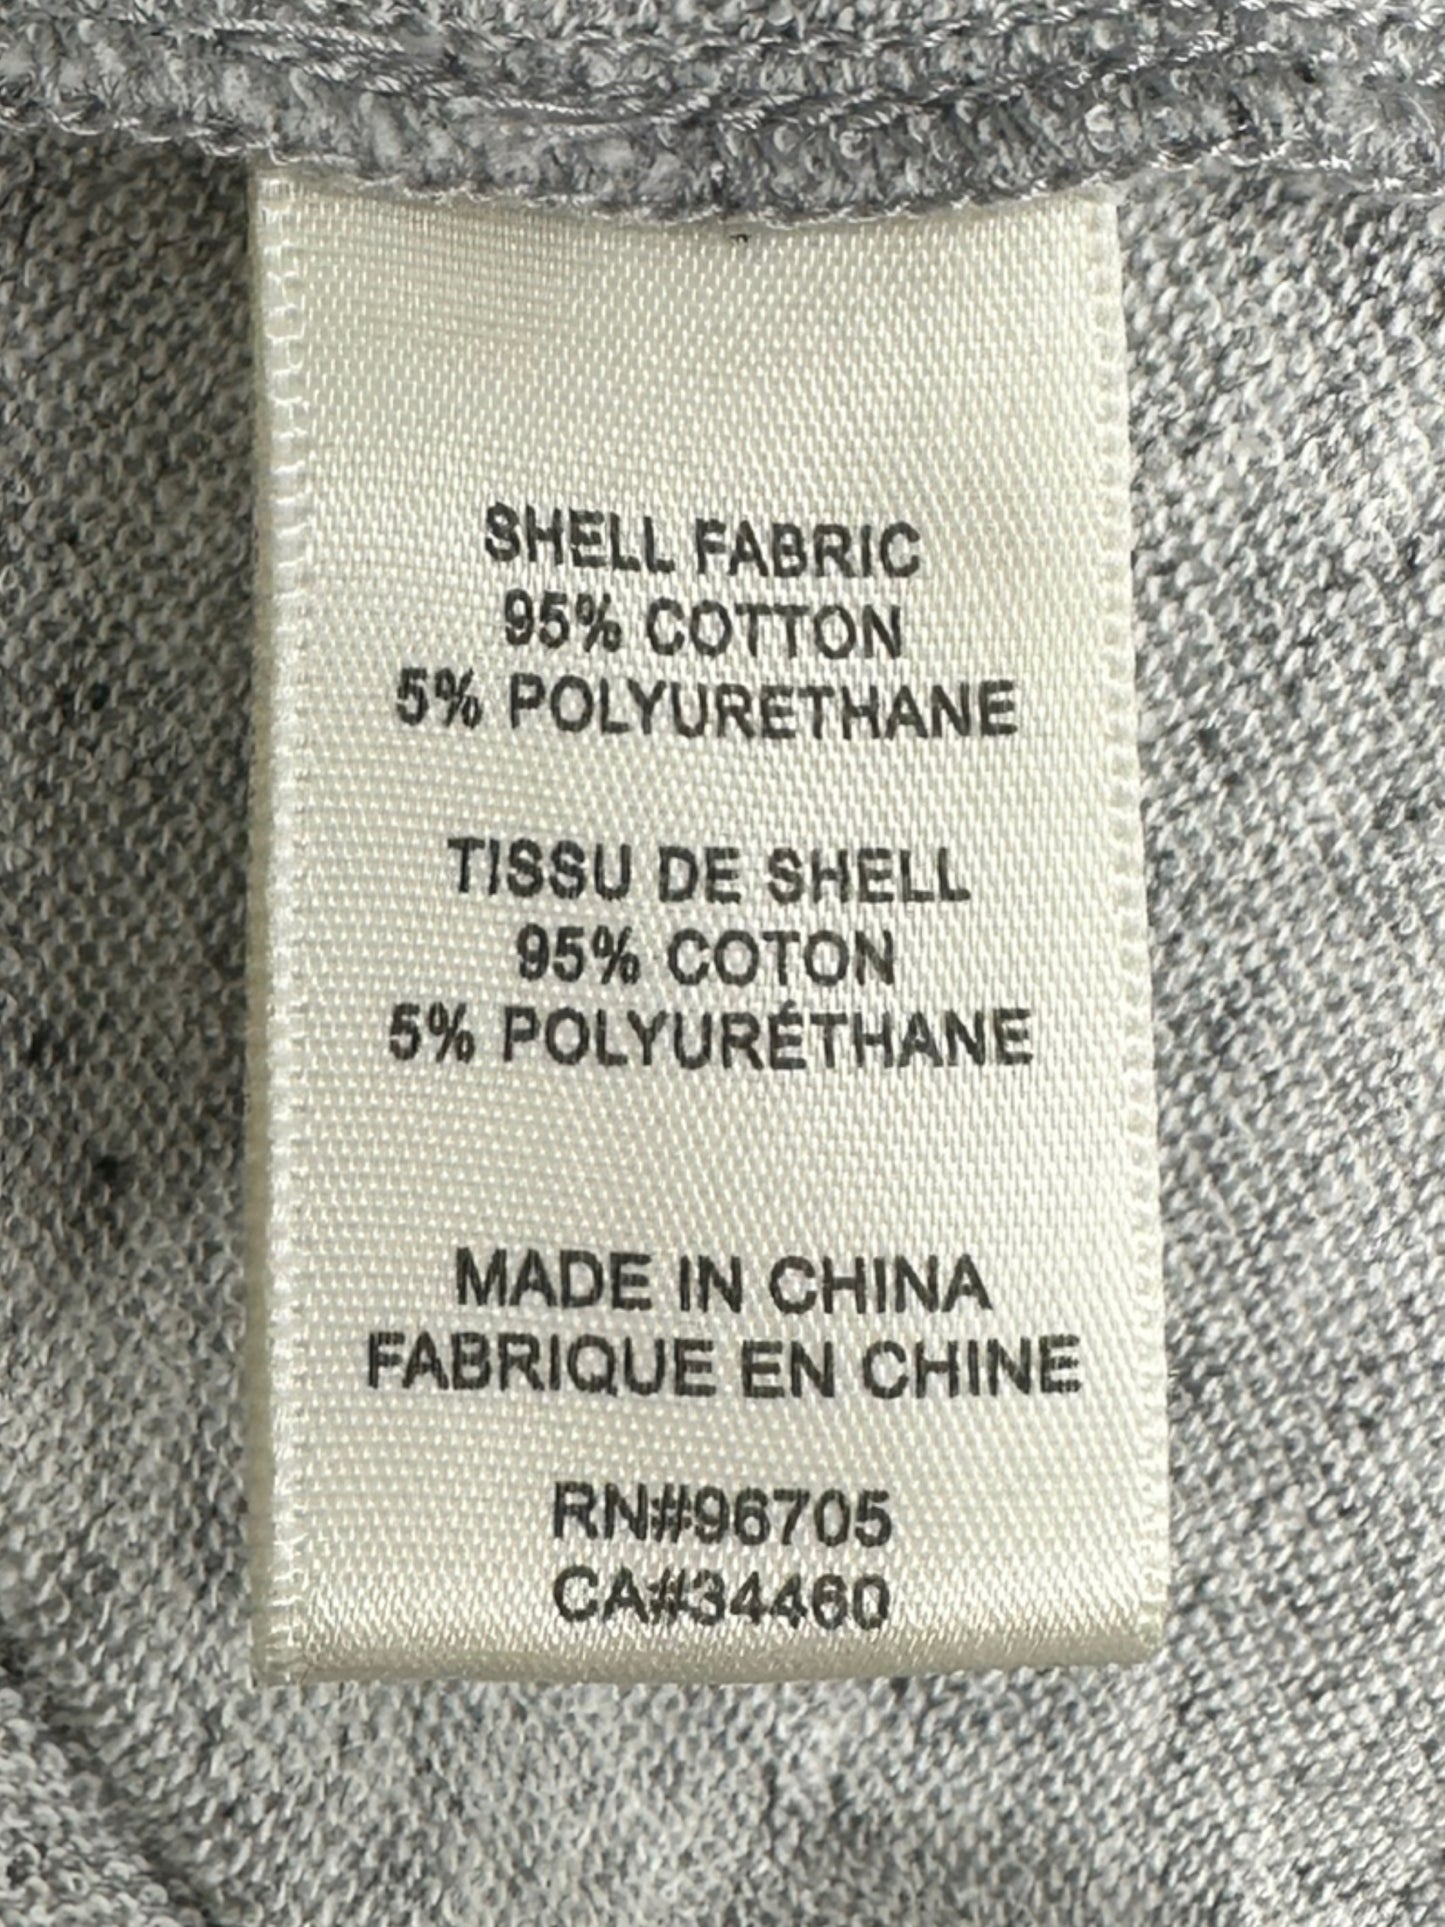 SHELL FABRIC
95% COTTON
5% POLYURETHANE
TISSU DE SHELL
95% COTON
5% POLYURÉTHANE
MADE IN CHINA
FABRIQUE EN CHINE
RN#96705
CA#34460